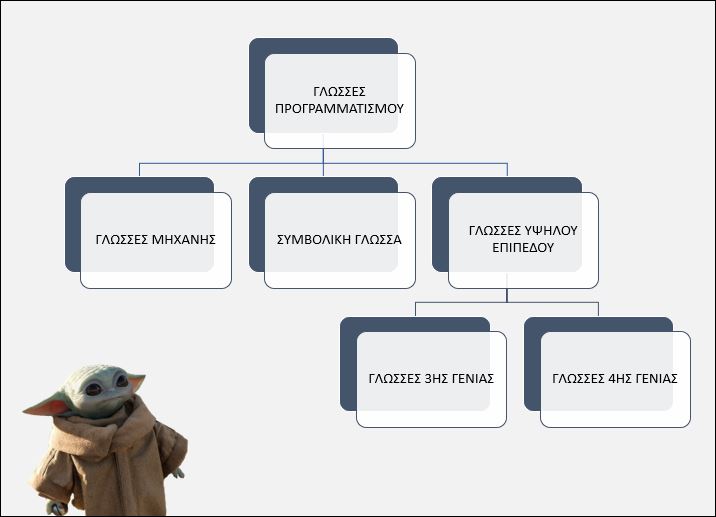 ΓΛΩΣΣΕΣ
ΠΡΟΓΡΑΜΜΑΤΙΣΜΟΥ
ΓΛΩΣΣΕΣ ΜΗΧΑΝΗΣ
ΣΥΜΒΟΛΙΚΗ ΓΛΩΣΣΑ
ΓΛΩΣΣΕΣ ΥΨΗΛΟΥ
ΕΠΙΠΕΔΟΥ
ΓΛΩΣΣΕΣ 3ΗΣ ΓΕΝΙΑΣ
ΓΛΩΣΣΕΣ 4ΗΣ ΓΕΝΙΑΣ